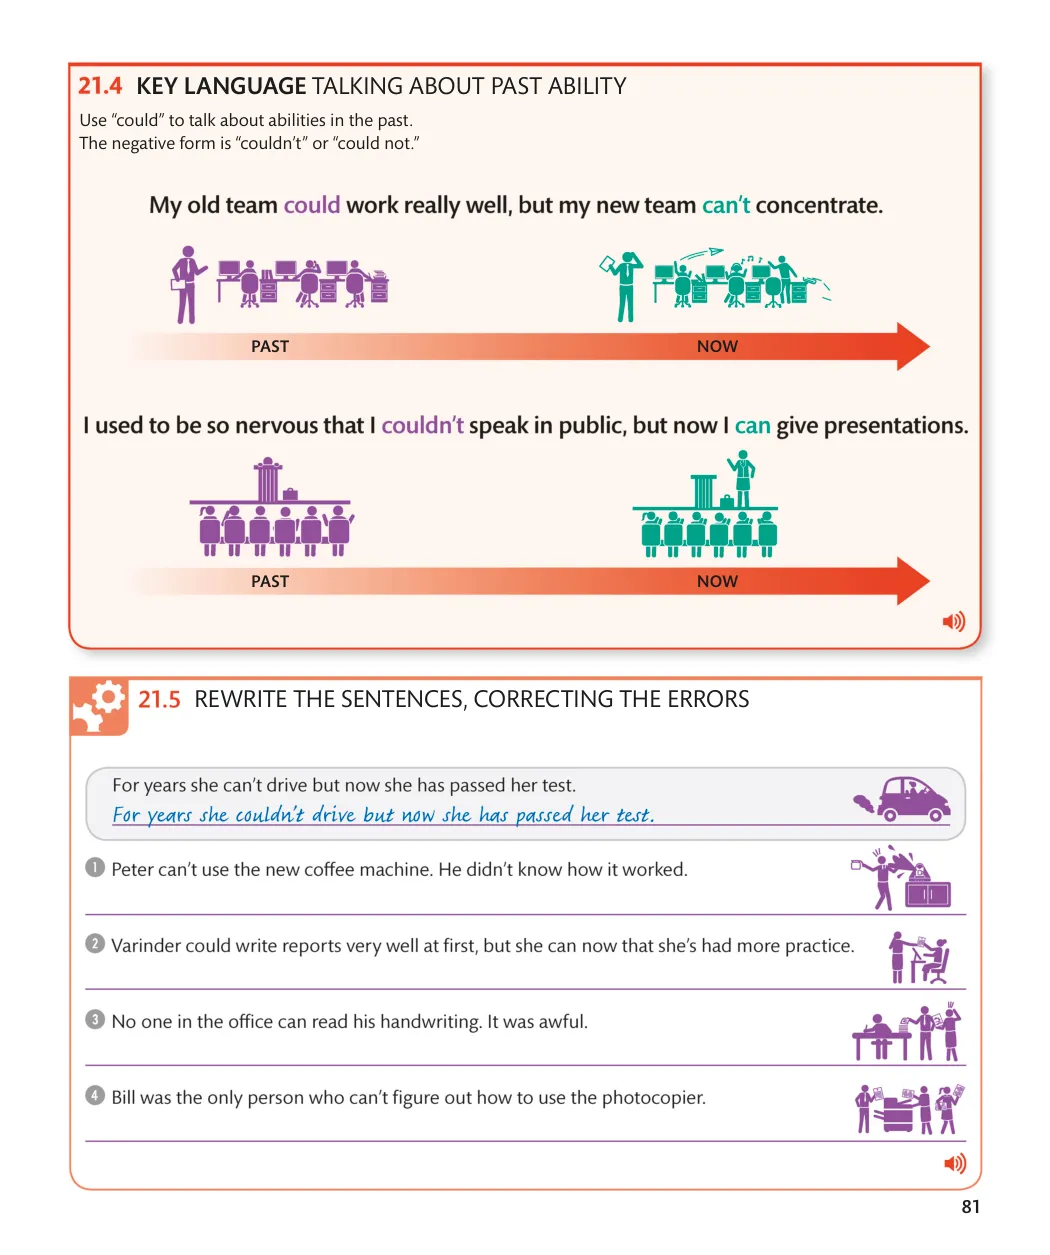 21.4 KEY LANGUAGE TALKING ABOUT PAST ABILITY
Use “could” to talk about abilities in the past.
The negative form is “couldn’t” or “could not.”
My old team could work really well, but my new team can’t concentrate.
PAST
NOW
I used to be so nervous that I couldn’t speak in public, but now I can give presentations.
PAST
NOW
21.5 REWRITE THE SENTENCES, CORRECTING THE ERRORS
For years she can’t drive but now she has passed her test.
For years she couldn’t drive but now she has passed her test.
1 Peter can’t use the new coffee machine. He didn’t know how it worked.
2 Varinder could write reports very well at first, but she can now that she’s had more practice.
3 No one in the office can read his handwriting. It was awful.
4 Bill was the only person who can’t figure out how to use the photocopier.
81